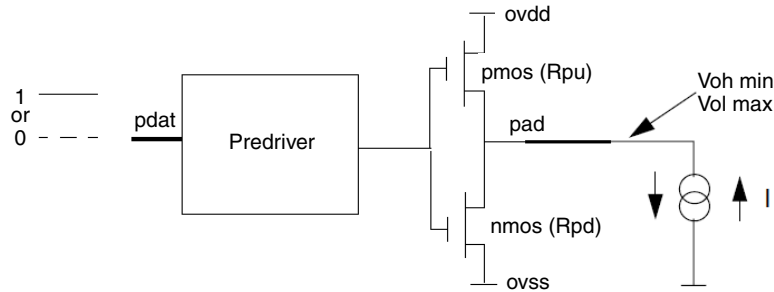 ovdd
pmos (Rpu)
Voh min
Vol max
1
or
0
pdat
Predriver
pad
I
nmos (Rpd)
ovss